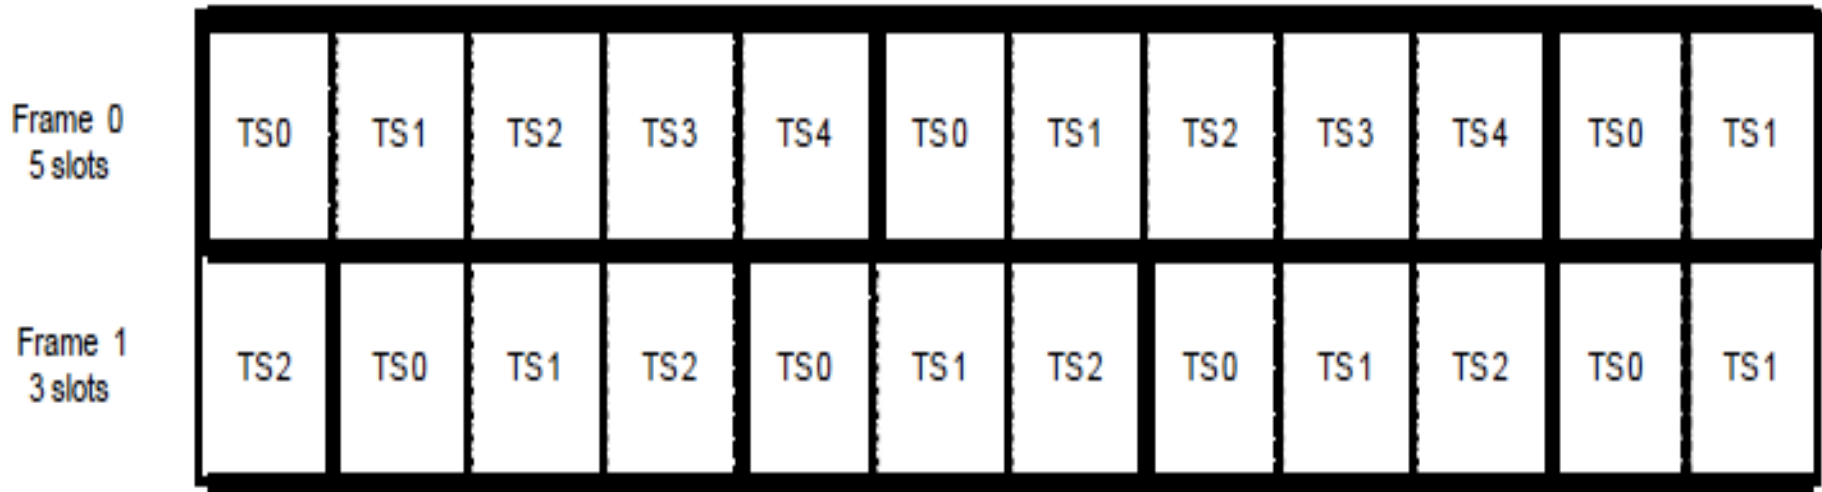 Frame 0
5 slots
TS0 TS1 TS2 TS3 TS4 TS0 TS1 TS2 TS3 TS4 TS0 TS1
Frame 1
3 slots
TS2 TS0 TS1 TS2 TS0 TS1 TS2 TS0 TS1 TS2 TS0 TS1